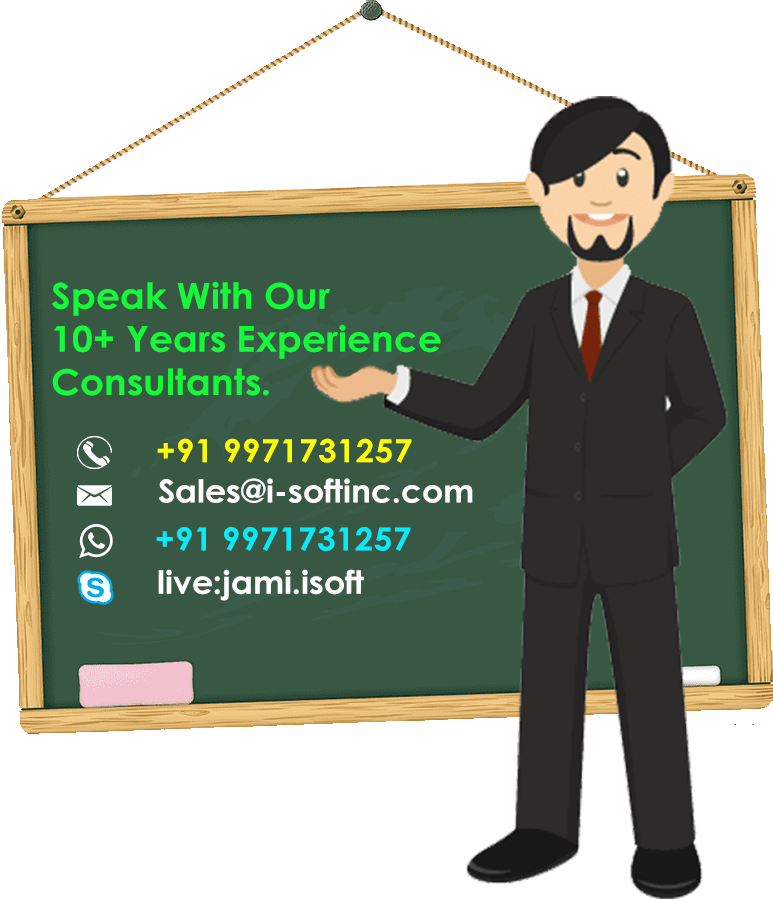 Speak With Our
10+ Years Experience
Consultants.
+91 9971731257
Sales@i-softinc.com
+91 9971731257
S live:jami.isoft